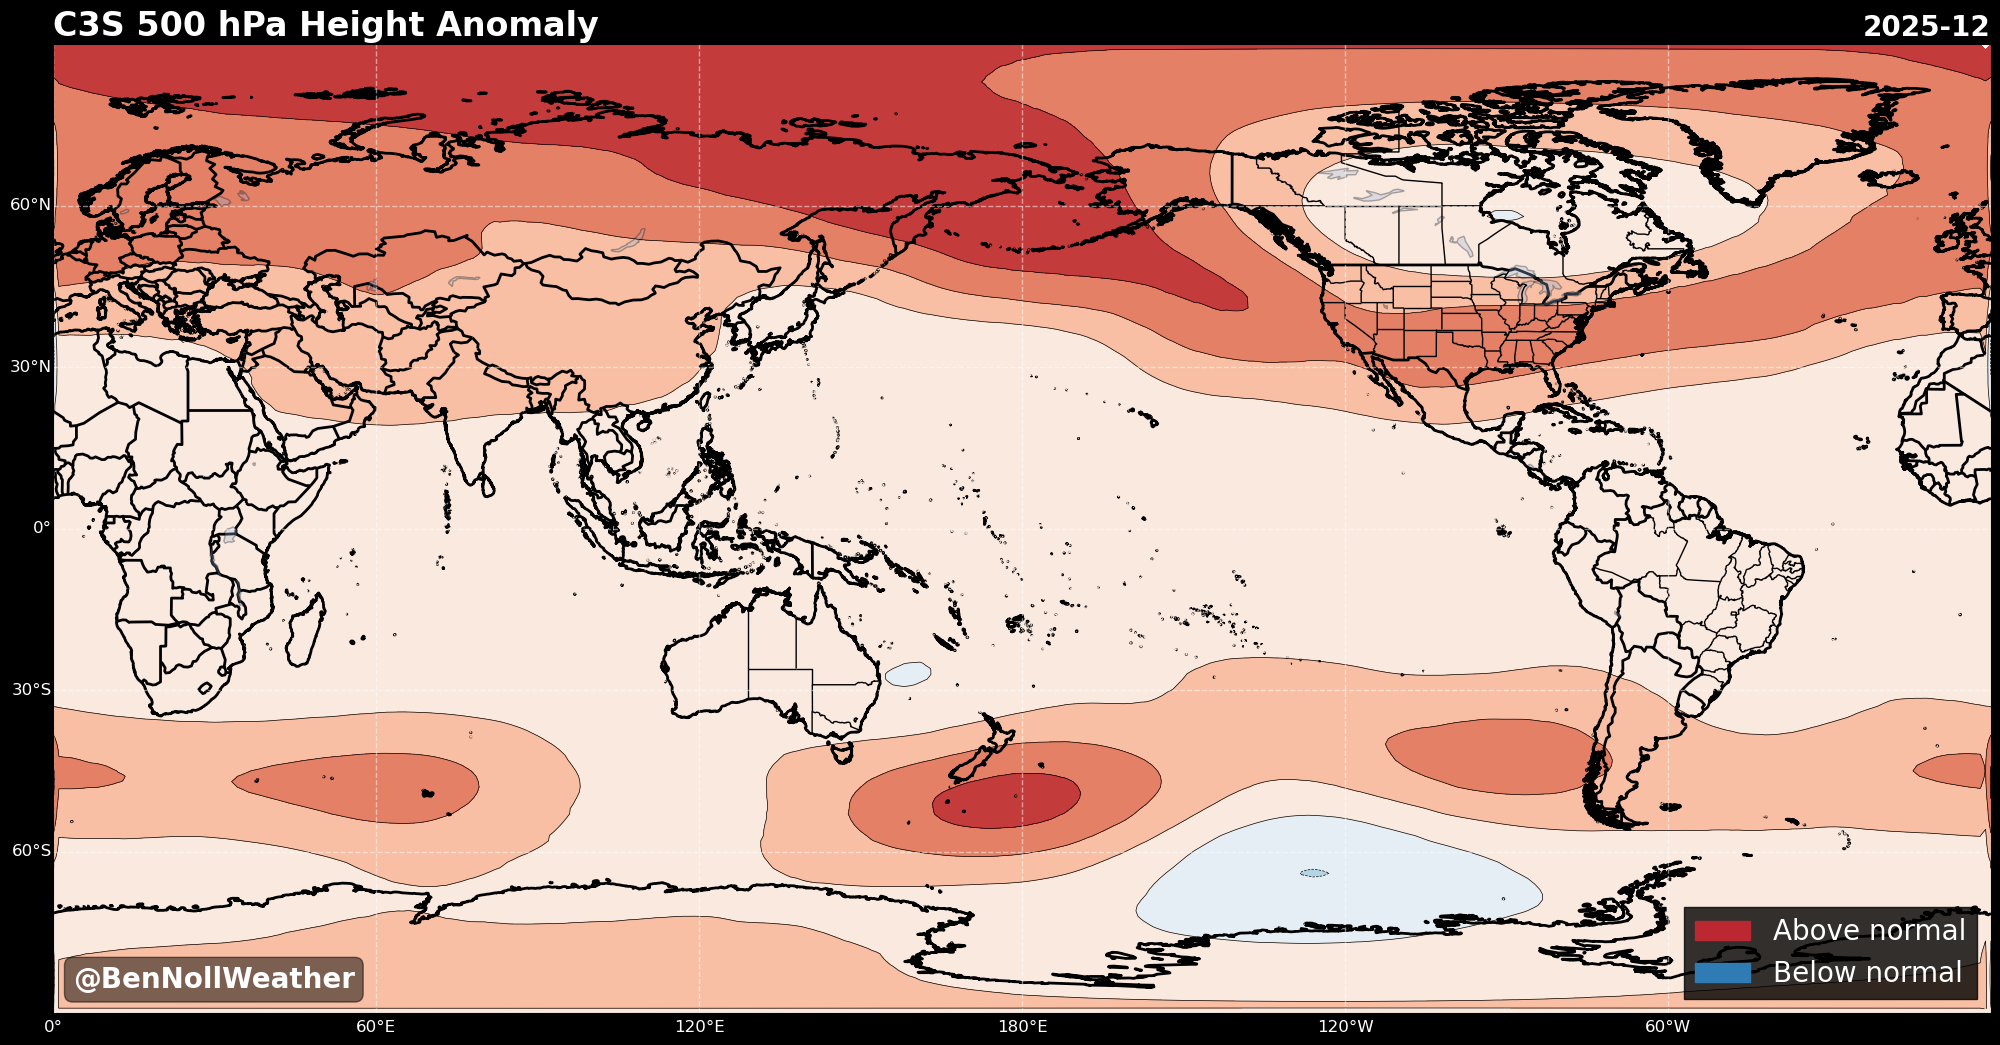 C3S 500 hPa Height Anomaly
2025-12
60°N
30°N
0°
30°S
60°S
Above normal
Below normal
@BenNollWeather
0°
60°E
120°E
180°E
120°W
60°W